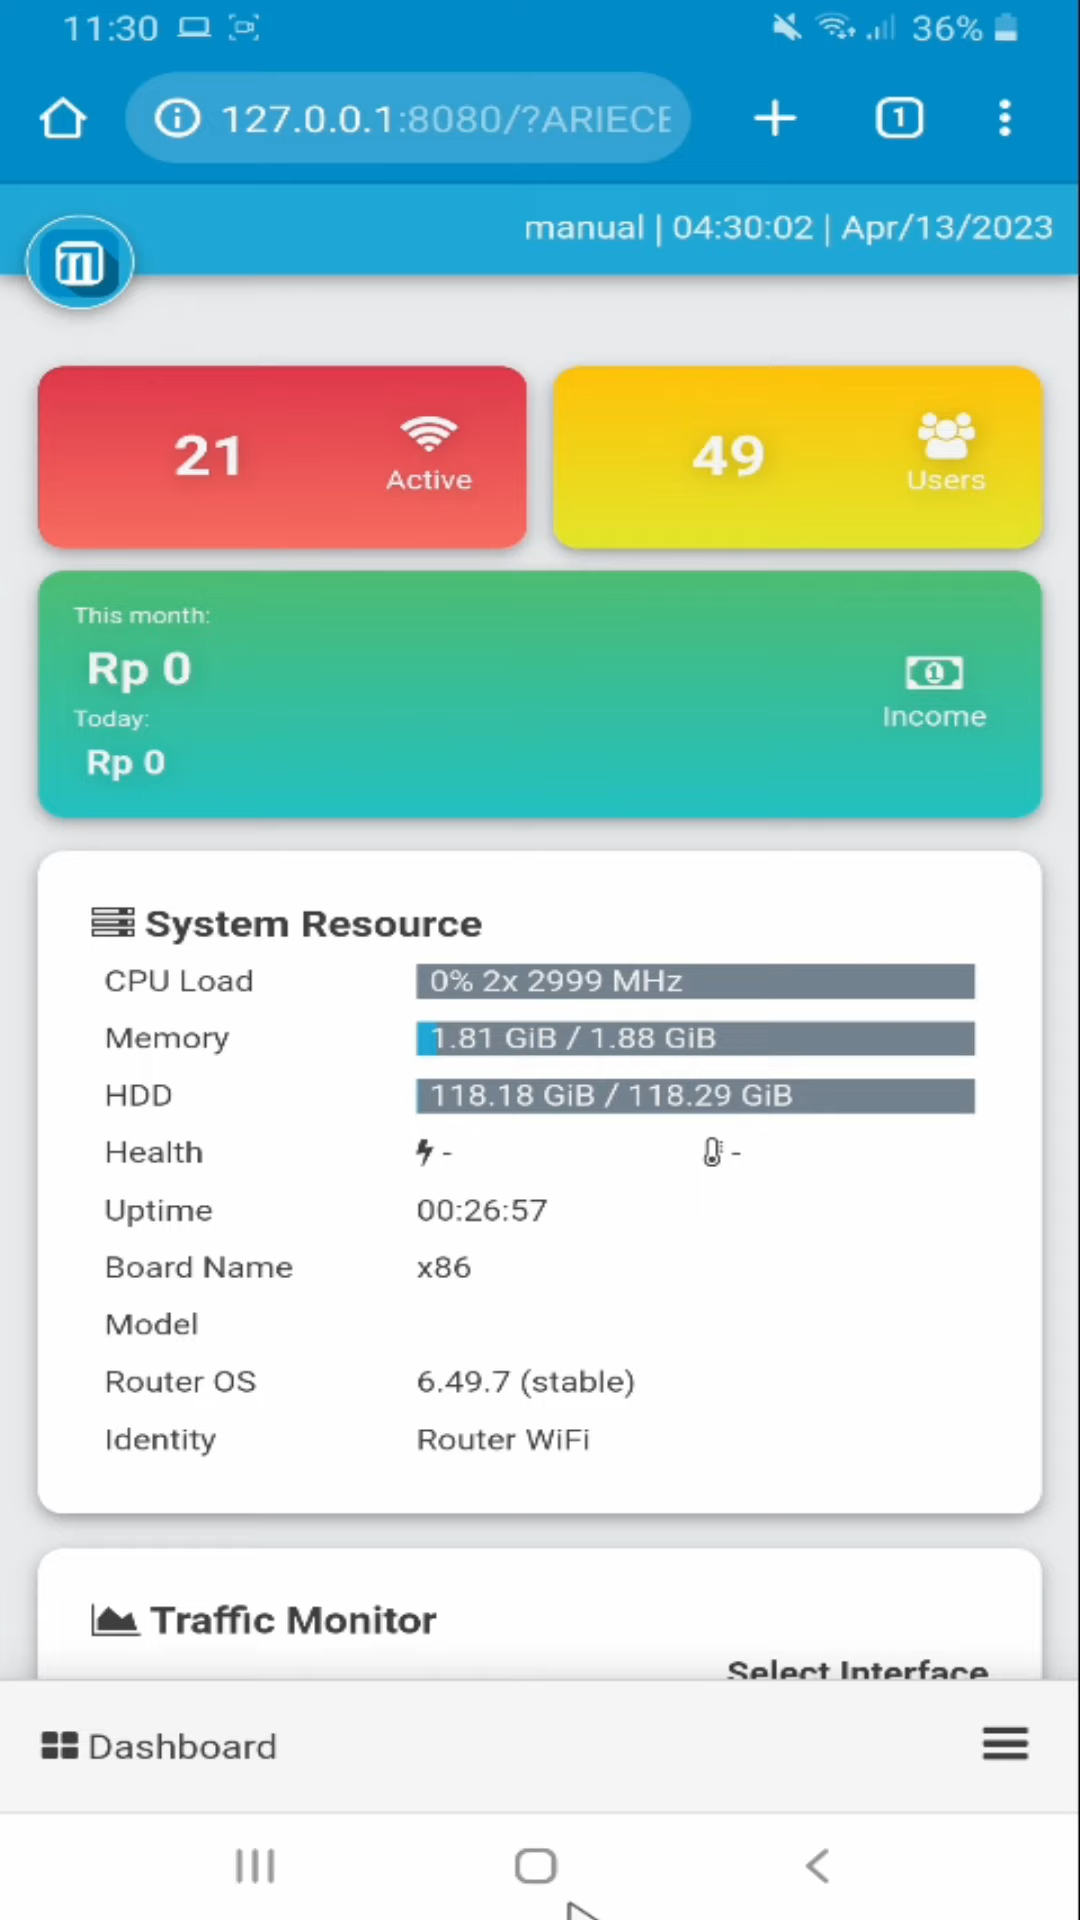 11:30 36%
127.0.0.1:8080/?ARIECE
1
manual | 04:30:02 | Apr/13/2023
21 Active
49 Users
This month:
Rp 0
Today:
Rp 0
Income
System Resource
CPU Load 0% 2x 2999 MHz
Memory 1.81 GiB / 1.88 GiB
HDD 118.18 GiB / 118.29 GiB
Health - -
Uptime 00:26:57
Board Name x86
Model
Router OS 6.49.7 (stable)
Identity Router WiFi
Traffic Monitor
Select Interface
Dashboard